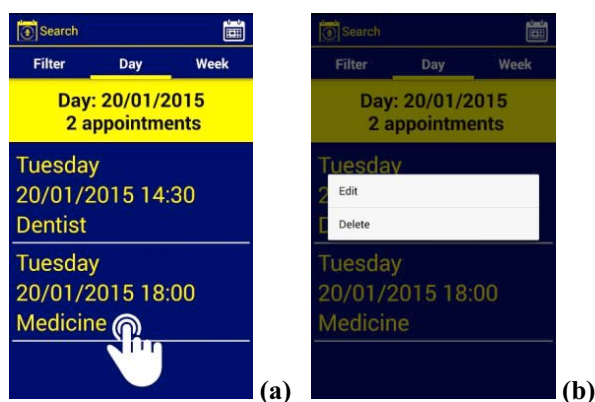 Search
Filter Day Week
Day: 20/01/2015
2 appointments
Tuesday
20/01/2015 14:30
Dentist
Tuesday
20/01/2015 18:00
Medicine
(a)
Search
Filter Day Week
Day: 20/01/2015
2 appointments
Tuesday
2
Edit
D
Delete
Tuesday
20/01/2015 18:00
Medicine
(b)